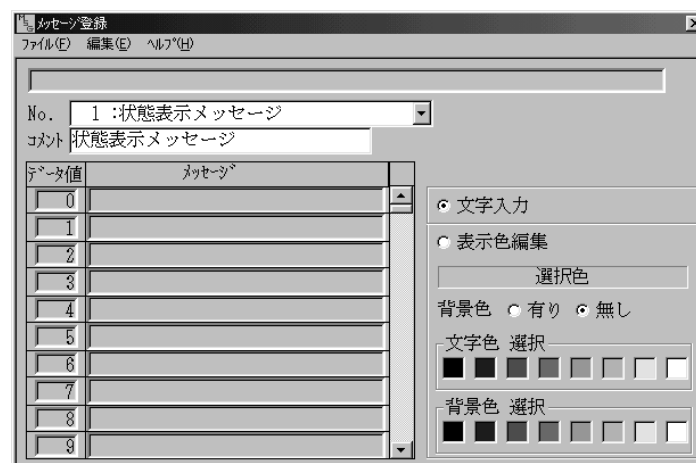 メッセージ登録
ファイル(F) 編集(E) ヘルプ(H)
No. 1 :状態表示メッセージ
コメント 状態表示メッセージ
データ値 メッセージ
0
1
2
3
4
5
6
7
8
9
文字入力
表示色編集
選択色
背景色 有り 無し
文字色 選択
背景色 選択